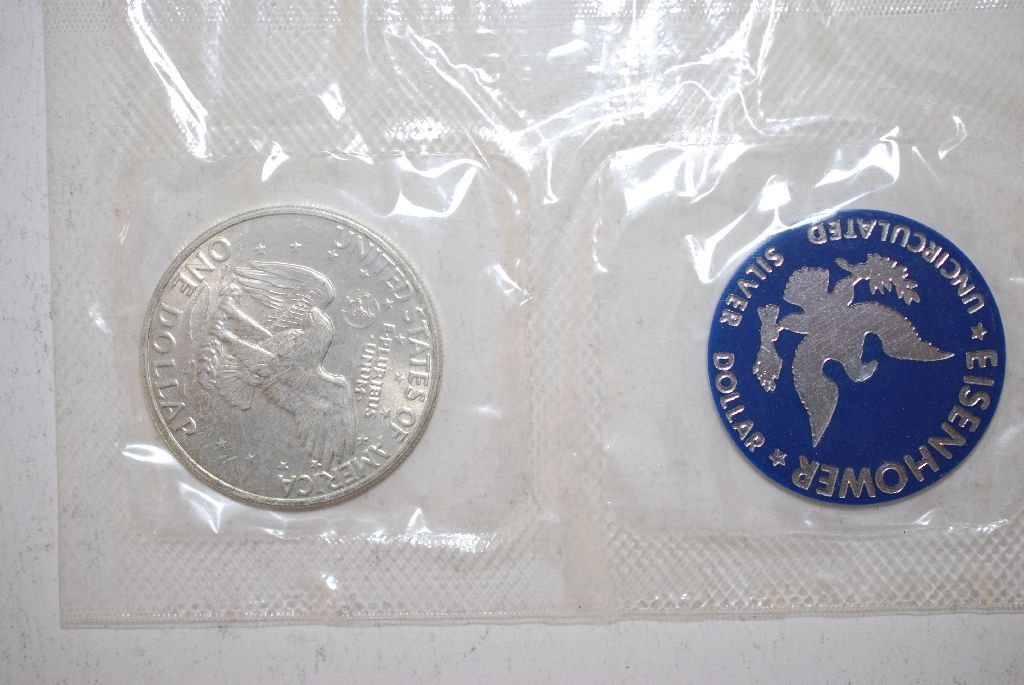 UNITED STATES OF AMERICA
E PLURIBUS
UNUM
ONE DOLLAR
EISENHOWER
UNCIRCULATED
SILVER DOLLAR